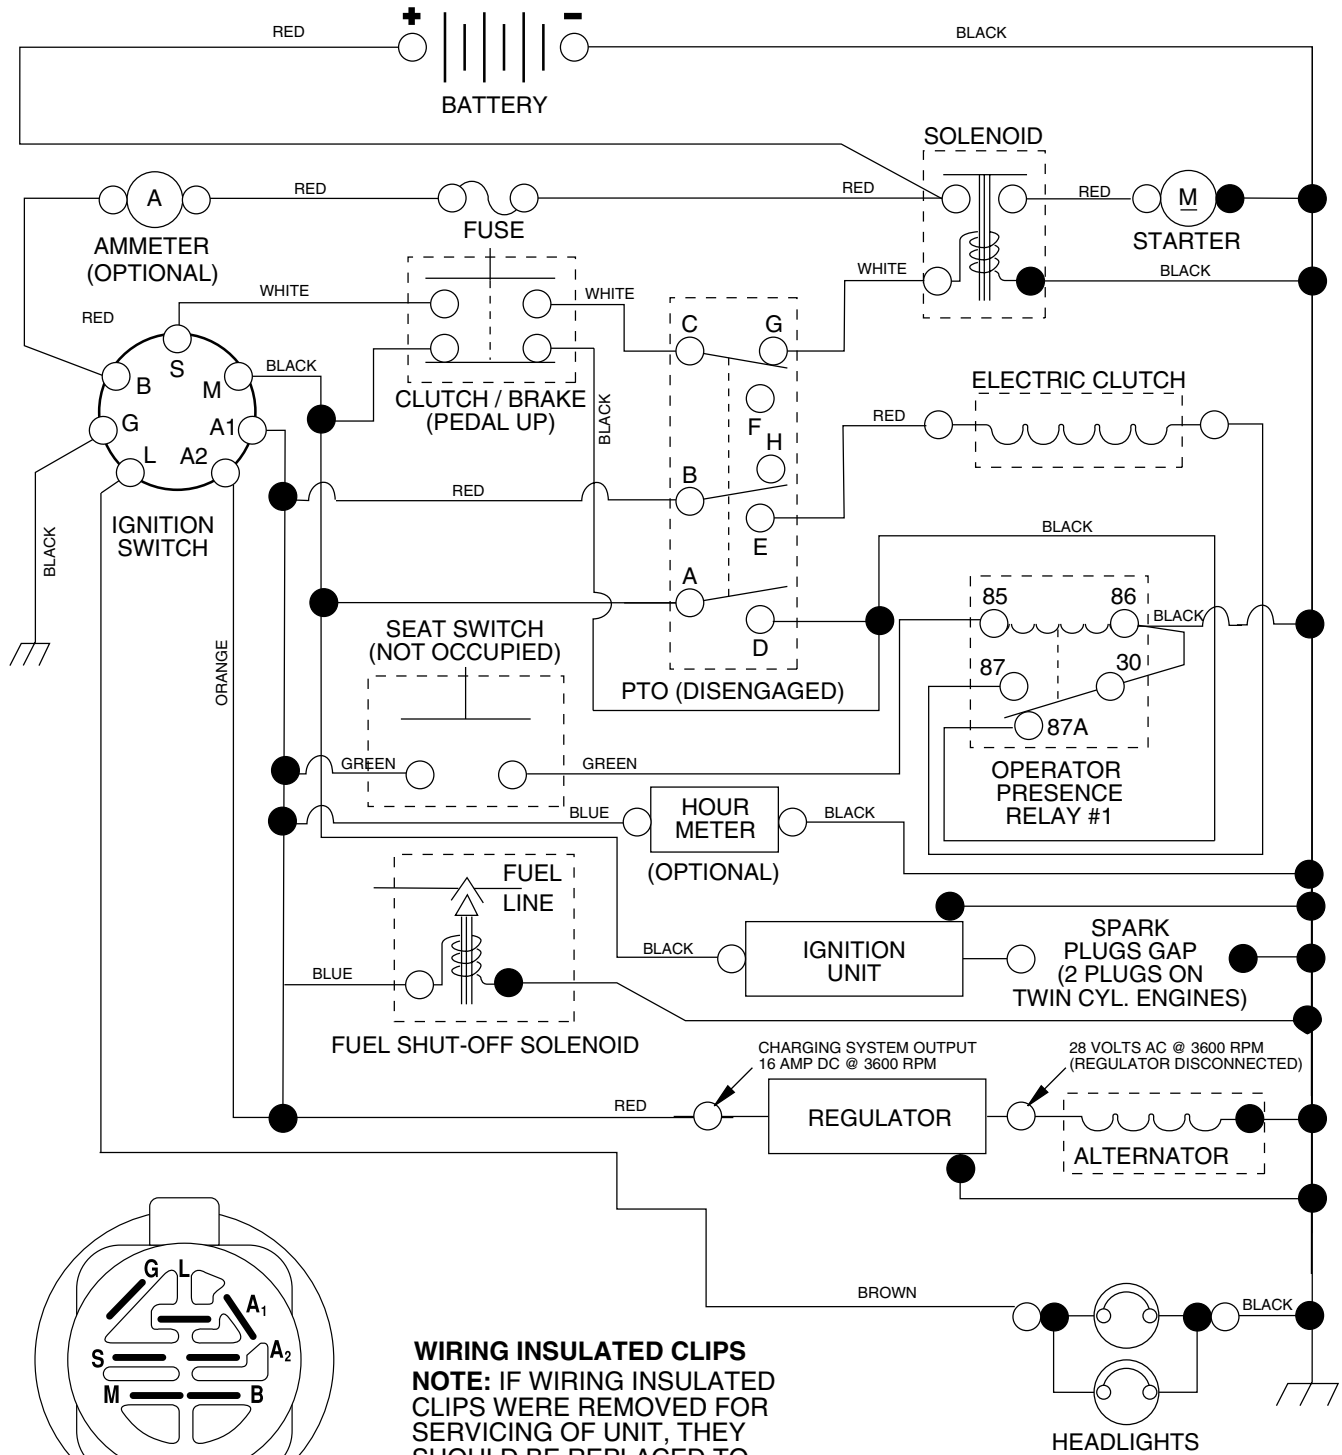 RED
+
-
BLACK
BATTERY
SOLENOID
A
RED
RED
RED
M
AMMETER
(OPTIONAL)
FUSE
STARTER
WHITE
BLACK
WHITE
WHITE
RED
S
B
M
BLACK
G
A1
L
A2
IGNITION
SWITCH
CLUTCH / BRAKE
(PEDAL UP)
BLACK
C
G
F
H
B
E
A
D
ELECTRIC CLUTCH
RED
RED
BLACK
BLACK
ORANGE
SEAT SWITCH
(NOT OCCUPIED)
PTO (DISENGAGED)
85
86
BLACK
87
30
87A
OPERATOR
PRESENCE
RELAY #1
GREEN
GREEN
BLUE
HOUR
METER
BLACK
(OPTIONAL)
FUEL
LINE
BLUE
BLACK
IGNITION
UNIT
SPARK
PLUGS GAP
(2 PLUGS ON
TWIN CYL. ENGINES)
FUEL SHUT-OFF SOLENOID
CHARGING SYSTEM OUTPUT
16 AMP DC @ 3600 RPM
28 VOLTS AC @ 3600 RPM
(REGULATOR DISCONNECTED)
RED
REGULATOR
ALTERNATOR
BROWN
BLACK
HEADLIGHTS
G
L
A1
S
A2
M
B
WIRING INSULATED CLIPS
NOTE: IF WIRING INSULATED
CLIPS WERE REMOVED FOR
SERVICING OF UNIT, THEY
SHOULD BE REPLACED TO